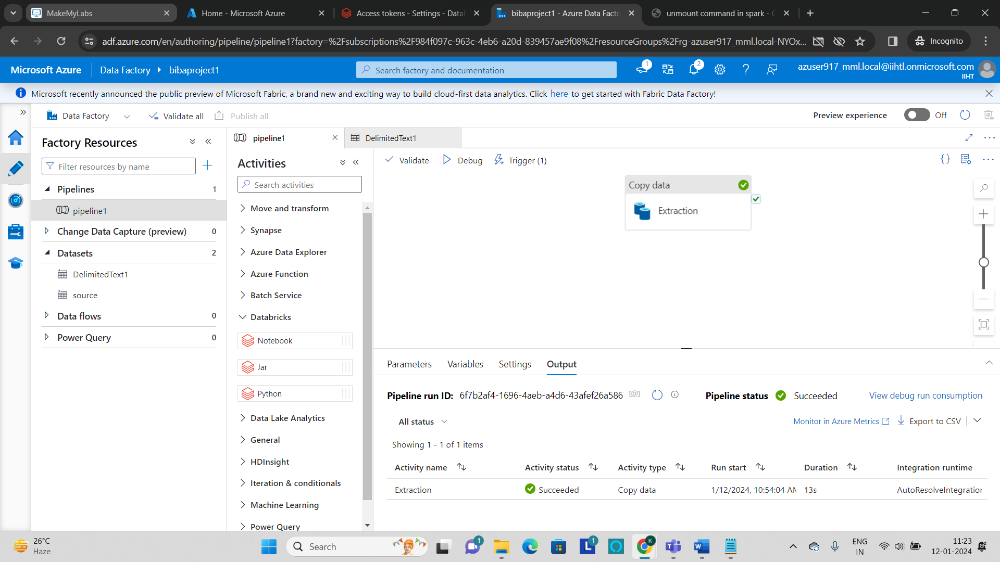 MakeMyLabs
Home - Microsoft Azure
Access tokens - Settings - Data
bibaproject1 - Azure Data Facto
unmount command in spark -
adf.azure.com/en/authoring/pipeline/pipeline1?factory=%2Fsubscriptions%2F984f097c-963c-4eb6-a20d-839457ae9f08%2FresourceGroups%2Frg-azuser917_mml.local-NYOx...
Incognito
Microsoft Azure
Data Factory
bibaproject1
Search factory and documentation
1
2
azuser917_mml.local@iihtl.onmicrosoft.com
IIHT
Microsoft recently announced the public preview of Microsoft Fabric, a brand new and exciting way to build cloud-first data analytics. Click here to get started with Fabric Data Factory!
Data Factory
Validate all
Publish all
Preview experience
Off
Factory Resources
Filter resources by name
Pipelines 1
pipeline1
Change Data Capture (preview) 0
Datasets 2
DelimitedText1
source
Data flows 0
Power Query 0
pipeline1
DelimitedText1
Activities
Search activities
Move and transform
Synapse
Azure Data Explorer
Azure Function
Batch Service
Databricks
Notebook
Jar
Python
Data Lake Analytics
General
HDInsight
Iteration & conditionals
Machine Learning
Power Query
Validate
Debug
Trigger (1)
Copy data
Extraction
Parameters
Variables
Settings
Output
Pipeline run ID: 6f7b2af4-1696-4aeb-a4d6-43afef26a586
Pipeline status Succeeded
View debug run consumption
All status
Monitor in Azure Metrics
Export to CSV
Showing 1 - 1 of 1 items
Activity name Activity status Activity type Run start Duration Integration runtime
Extraction Succeeded Copy data 1/12/2024, 10:54:04 AM 13s AutoResolveIntegration
26°C
Haze
Search
1
L
1
K
ENG
IN
11:23
12-01-2024